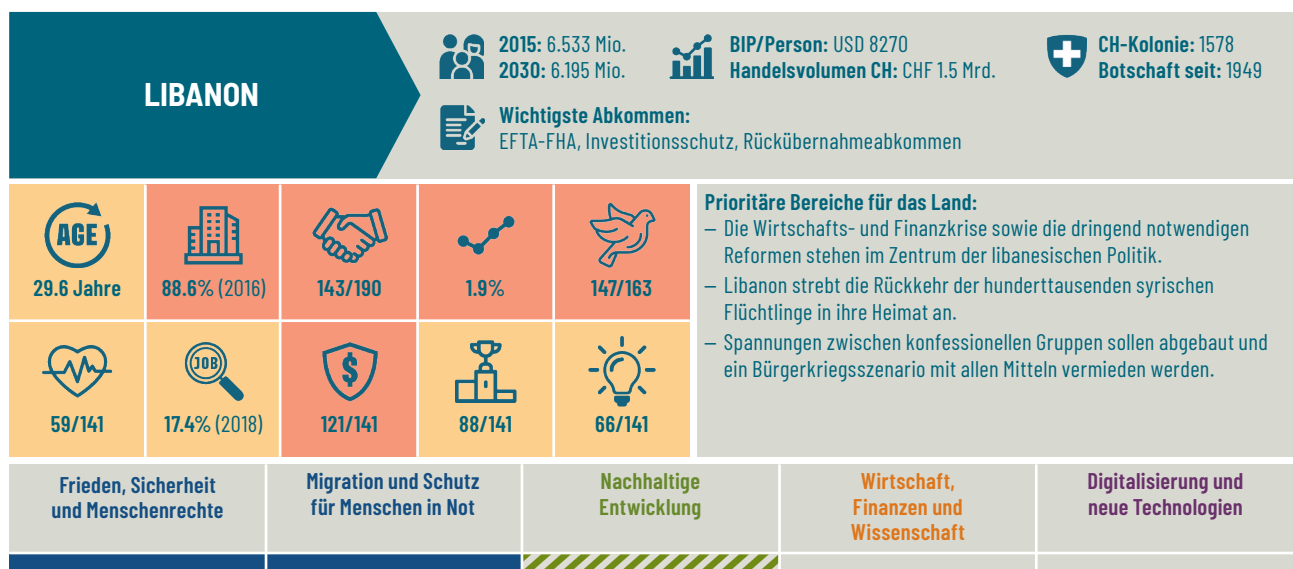 LIBANON
2015: 6.533 Mio.
2030: 6.195 Mio.
BIP/Person: USD 8270
Handelsvolumen CH: CHF 1.5 Mrd.
CH-Kolonie: 1578
Botschaft seit: 1949
Wichtigste Abkommen:
EFTA-FHA, Investitionsschutz, Rückübernahmeabkommen
AGE
29.6 Jahre
88.6% (2016)
143/190
1.9%
147/163
JOB
$
59/141
17.4% (2018)
121/141
88/141
66/141
Prioritäre Bereiche für das Land:
– Die Wirtschafts- und Finanzkrise sowie die dringend notwendigen
Reformen stehen im Zentrum der libanesischen Politik.
– Libanon strebt die Rückkehr der hunderttausenden syrischen
Flüchtlinge in ihre Heimat an.
– Spannungen zwischen konfessionellen Gruppen sollen abgebaut und
ein Bürgerkriegsszenario mit allen Mitteln vermieden werden.
Frieden, Sicherheit
und Menschenrechte
Migration und Schutz
für Menschen in Not
Nachhaltige
Entwicklung
Wirtschaft,
Finanzen und
Wissenschaft
Digitalisierung und
neue Technologien